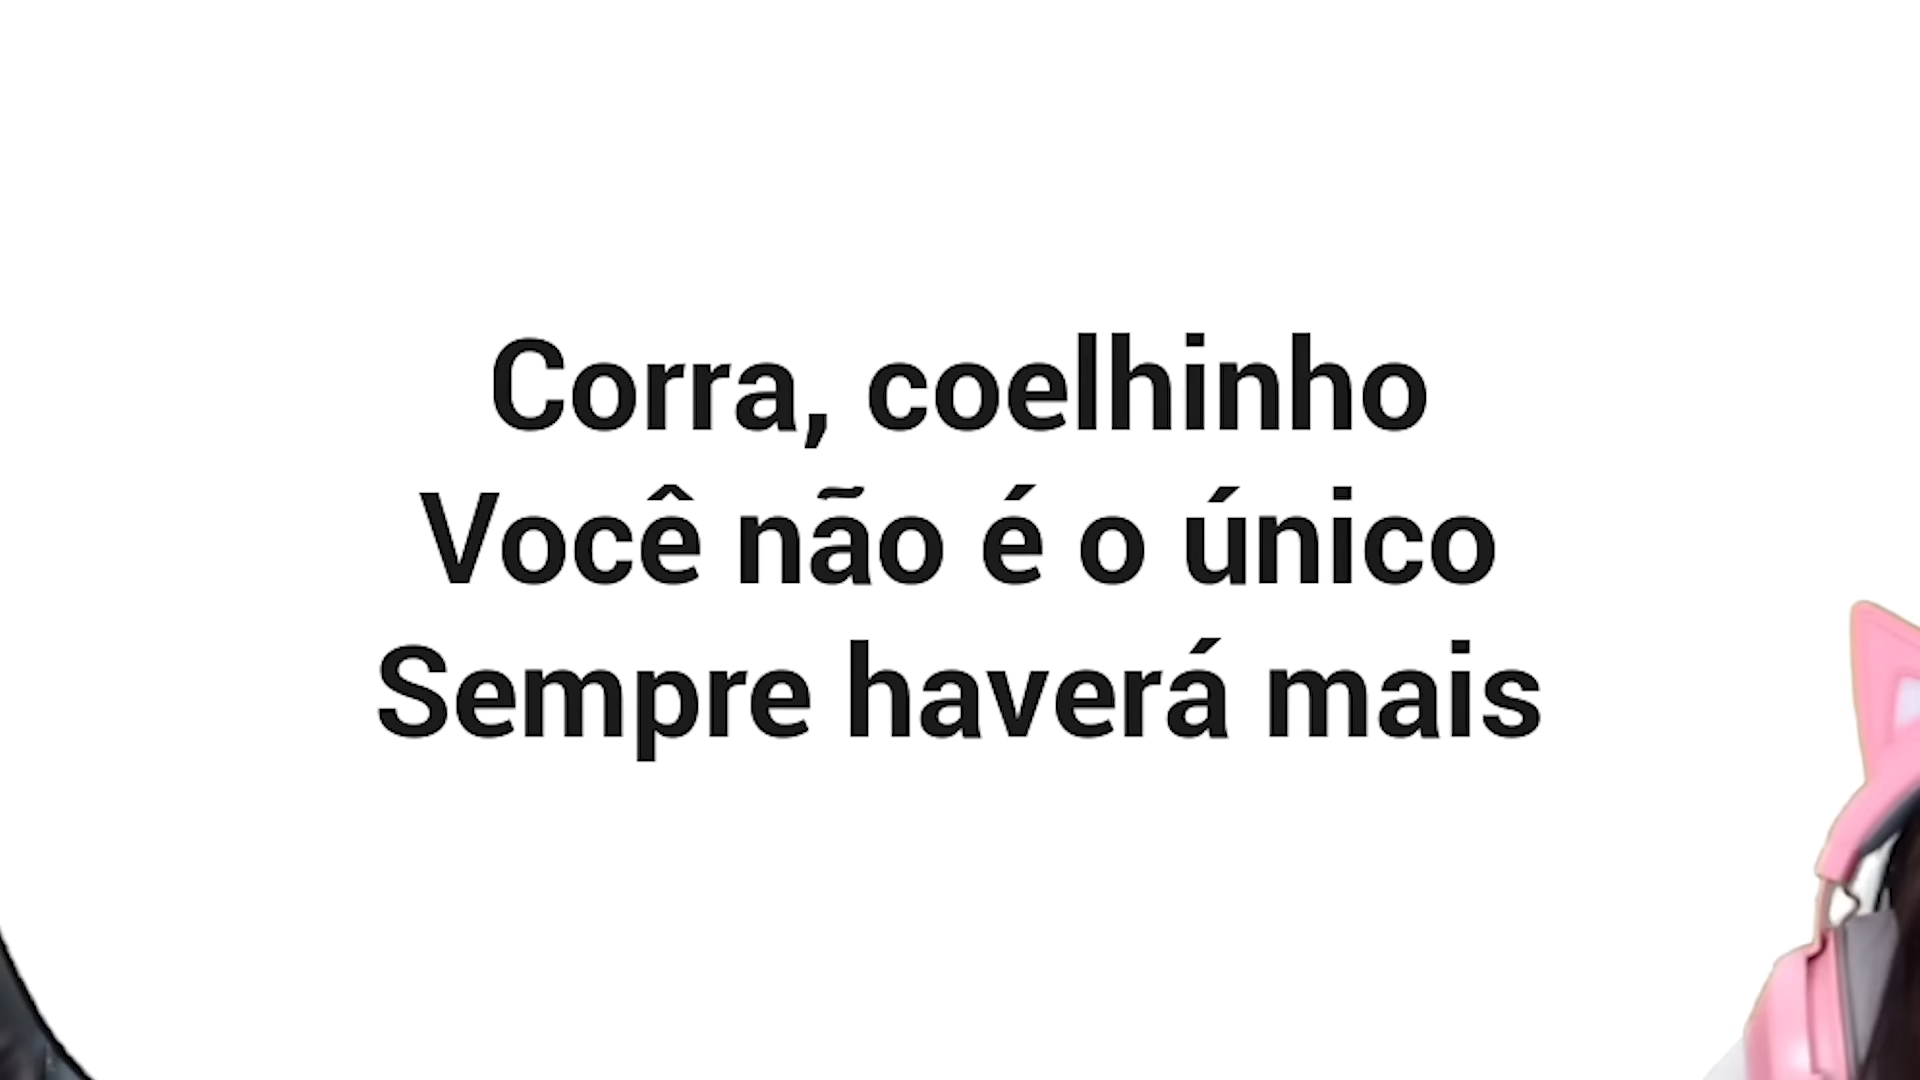 Corra, coelhinho
Você não é o único
Sempre haverá mais